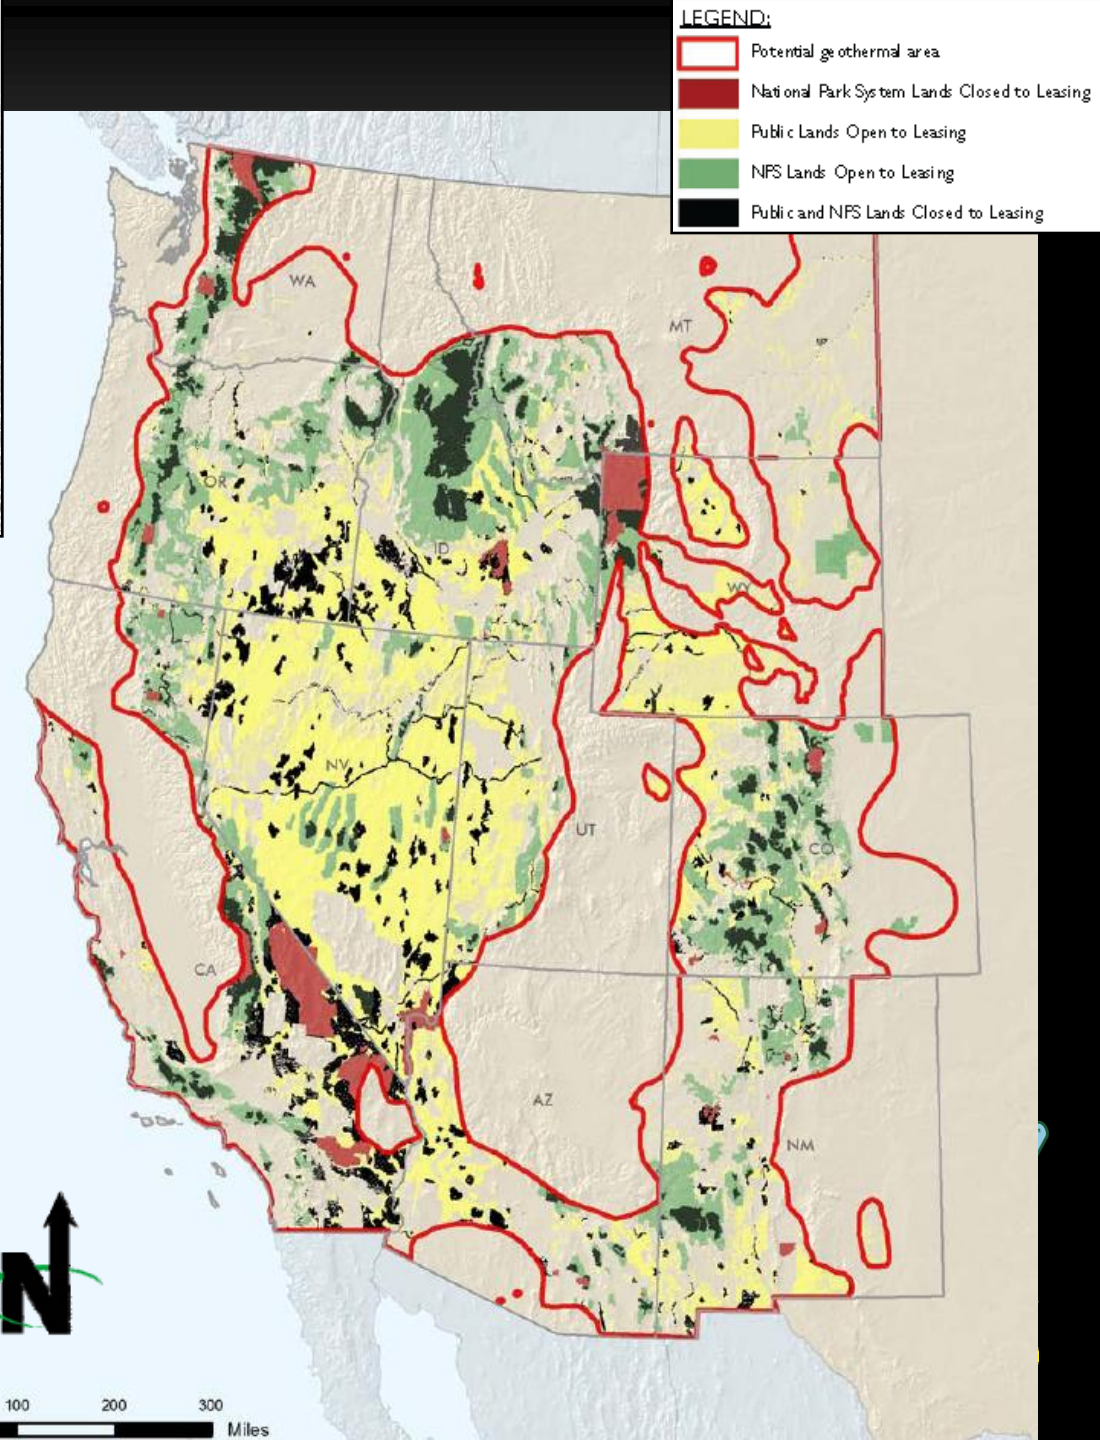 LEGEND:
Potential geothermal area
National Park System Lands Closed to Leasing
Public Lands Open to Leasing
NFS Lands Open to Leasing
Public and NFS Lands Closed to Leasing
WA
MT
OR
ID
WY
NV
UT
CO
CA
AZ
NM
N
100 200 300
Miles